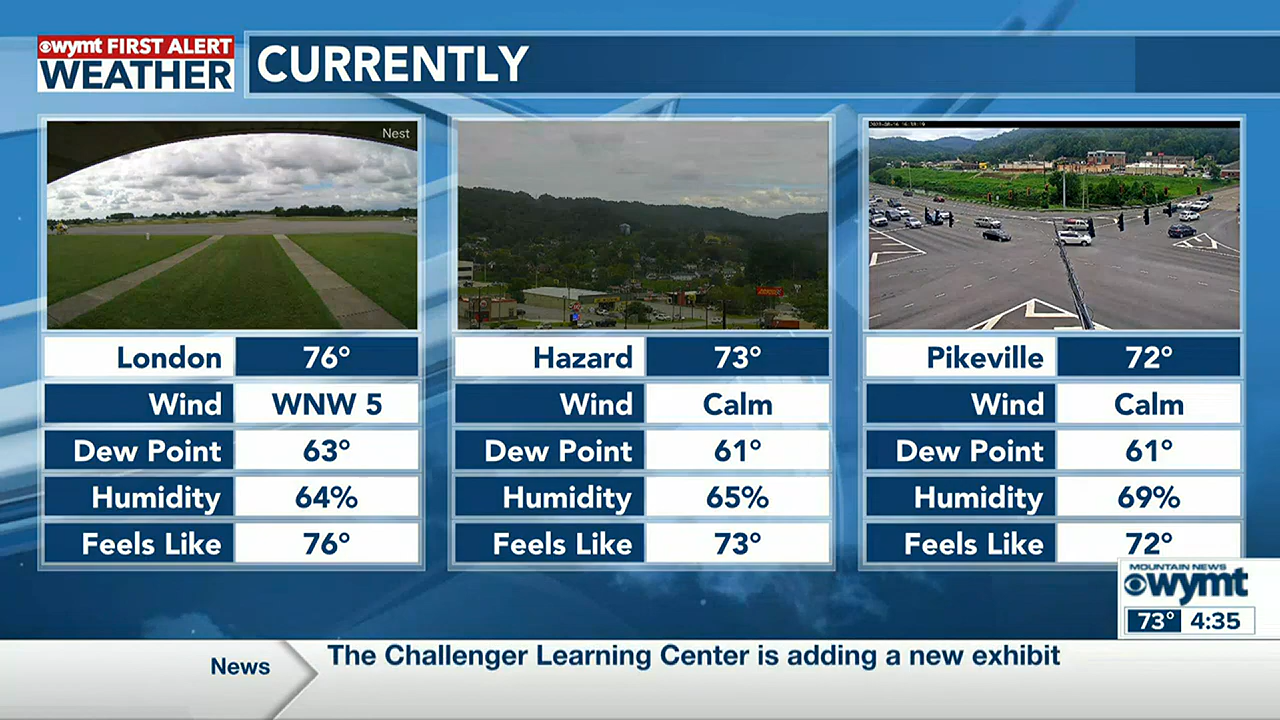 wymt FIRST ALERT
WEATHER
CURRENTLY
Nest
London 76°
Wind WNW 5
Dew Point 63°
Humidity 64%
Feels Like 76°
Hazard 73°
Wind Calm
Dew Point 61°
Humidity 65%
Feels Like 73°
Pikeville 72°
Wind Calm
Dew Point 61°
Humidity 69%
Feels Like 72°
MOUNTAIN NEWS
wymt
73° 4:35
News
The Challenger Learning Center is adding a new exhibit